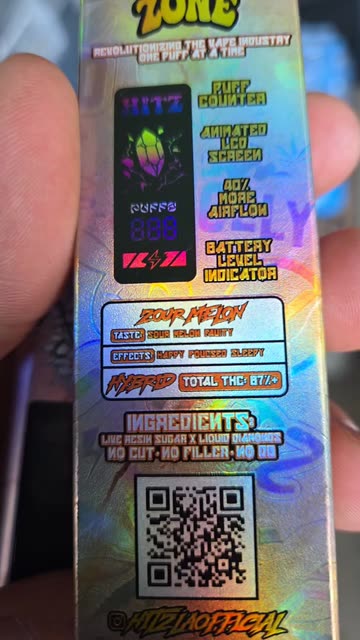 ZONE
REVOLUTIONIZING THE VAPE INDUSTRY
ONE PUFF AT A TIME
HITZ
PUFFS
888
PUFF
COUNTER
ANIMATED
LCD
SCREEN
40%
MORE
AIRFLOW
BATTERY
LEVEL
INDICATOR
ZOUR MELON
TASTE: SOUR MELON FRUITY
EFFECTS: HAPPY FOUCSED SLEEPY
HYBRID TOTAL THC: 87%+
INGREDIENTS:
LIVE RESIN SUGAR X LIQUID DIAMONDS
NO CUT • NO FILLER • NO
@HITZLAOFFICIAL